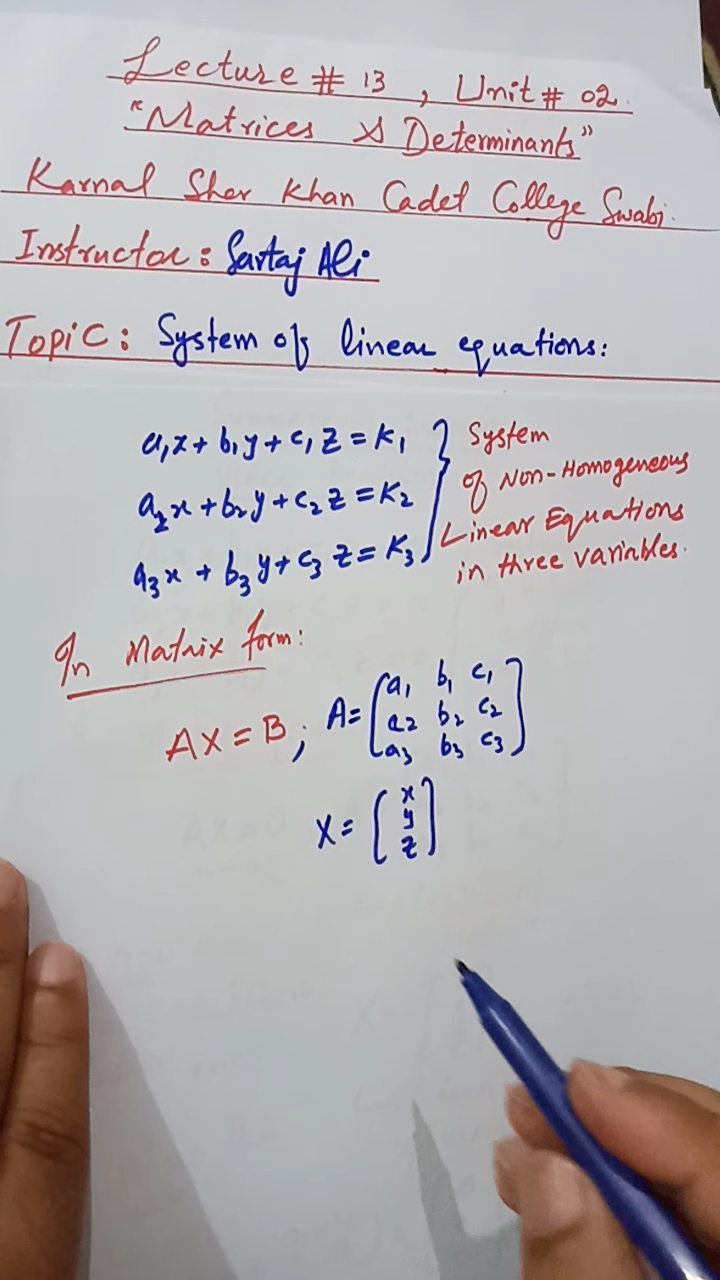 Lecture # 13, Unit # 02.
"Matrices & Determinants"
Karnal Sher Khan Cadet College Swabi.
Instructor: Sartaj Ali
Topic: System of linear equations:
a₁x + b₁y + c₁z = K₁
a₂x + b₂y + c₂z = K₂
a₃x + b₃y + c₃z = K₃
System
of Non-Homogeneous
Linear Equations
in three variables.
In Matrix form:
AX = B ; A = [a₁ b₁ c₁
a₂ b₂ c₂
a₃ b₃ c₃]
X = [x
y
z]